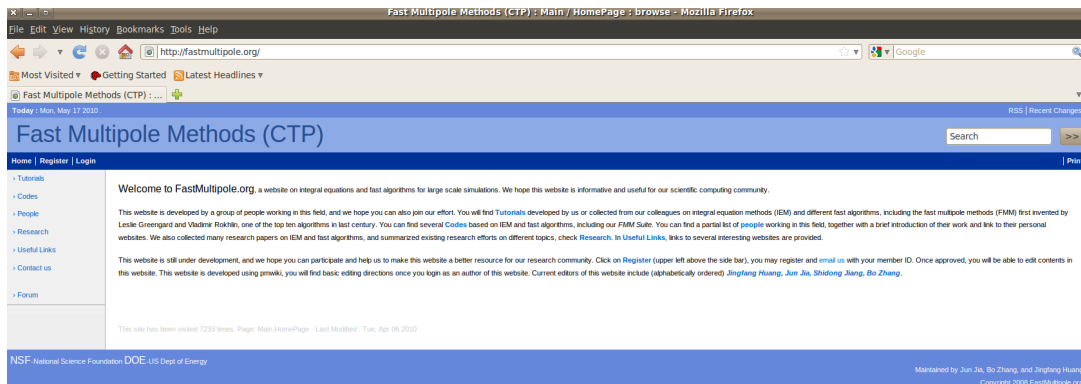 Fast Multipole Methods (CTP) : Main / HomePage : browse - Mozilla Firefox
File Edit View History Bookmarks Tools Help
http://fastmultipole.org/
Google
Most Visited Getting Started Latest Headlines
Fast Multipole Methods (CTP) : ...
Today : Mon, May 17 2010 .
RSS | Recent Changes
Fast Multipole Methods (CTP)
Search >>
Home | Register | Login
| Prin
› Tutorials
› Codes
› People
› Research
› Useful Links
› Contact us
› Forum
Welcome to FastMultipole.org, a website on integral equations and fast algorithms for large scale simulations. We hope this website is informative and useful for our scientific computing community.
This website is developed by a group of people working in this field, and we hope you can also join our effort. You will find Tutorials developed by us or collected from our colleagues on integral equation methods (IEM) and different fast algorithms, including the fast multipole methods (FMM) first invented by
Leslie Greengard and Vladimir Rokhlin, one of the top ten algorithms in last century. You can find several Codes based on IEM and fast algorithms, including our FMM Suite. You can find a partial list of people working in this field, together with a brief introduction of their work and link to their personal
websites. We also collected many research papers on IEM and fast algorithms, and summarized existing research efforts on different topics, check Research. In Useful Links, links to several interesting websites are provided.
This website is still under development, and we hope you can participate and help us to make this website a better resource for our research community. Click on Register (upper left above the side bar), you may register and email us with your member ID. Once approved, you will be able to edit contents in
this website. This website is developed using pmwiki, you will find basic editing directions once you login as an author of this website. Current editors of this website include (alphabetically ordered) Jingfang Huang, Jun Jia, Shidong Jiang, Bo Zhang.
This site has been visited 7233 times. Page: Main.HomePage - Last Modified : Tue, Apr 06 2010
NSF-National Science Foundation DOE-US Dept of Energy
Maintained by Jun Jia, Bo Zhang, and Jingfang Huang
Copyright 2008 FastMultipole.org